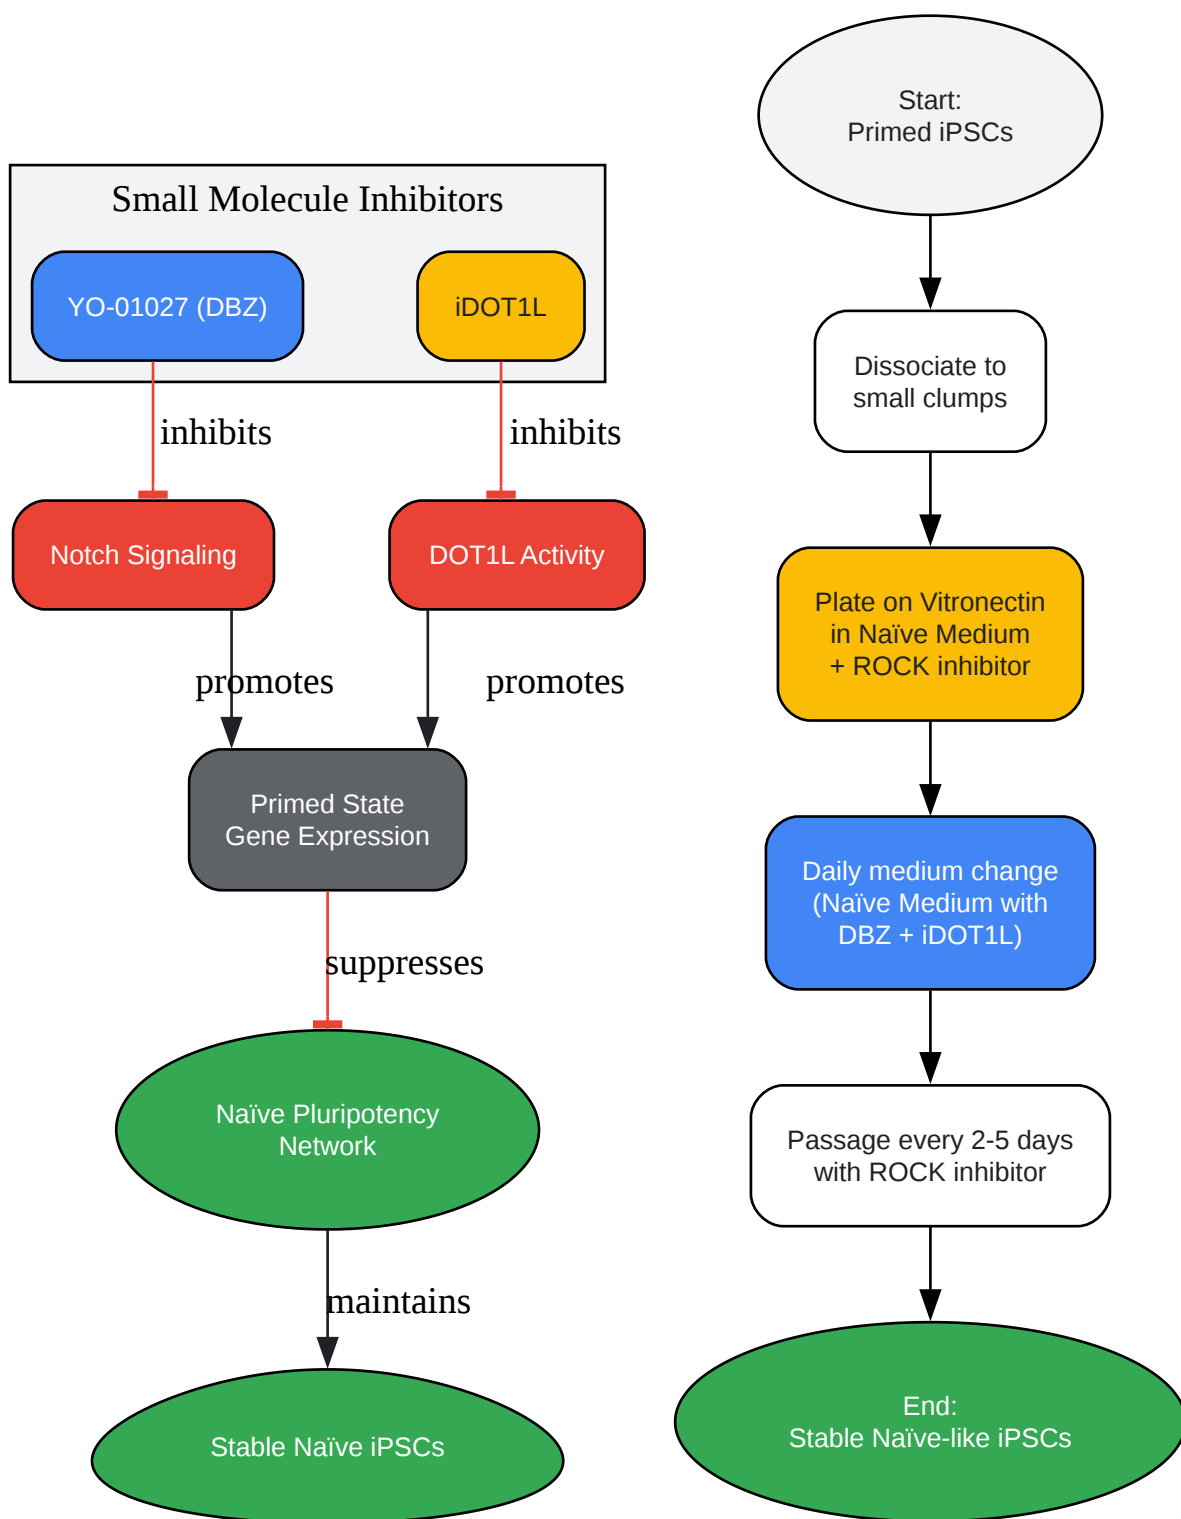 Small Molecule Inhibitors
YO-01027 (DBZ)
iDOT1L
inhibits
inhibits
Notch Signaling
DOT1L Activity
promotes
promotes
Primed State
Gene Expression
suppresses
Naïve Pluripotency
Network
maintains
Stable Naïve iPSCs
Start:
Primed iPSCs
Dissociate to
small clumps
Plate on Vitronectin
in Naïve Medium
+ ROCK inhibitor
Daily medium change
(Naïve Medium with
DBZ + iDOT1L)
Passage every 2-5 days
with ROCK inhibitor
End:
Stable Naïve-like iPSCs